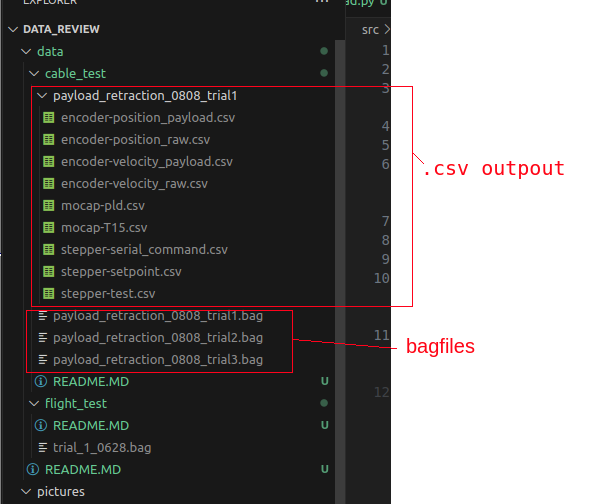 EXPLORER
ad.py
DATA_REVIEW
src
data
1
cable_test
2
payload_retraction_0808_trial1
3
encoder-position_payload.csv
4
encoder-position_raw.csv
5
encoder-velocity_payload.csv
6
.csv outpout
encoder-velocity_raw.csv
mocap-pld.csv
mocap-T15.csv
7
stepper-serial_command.csv
8
9
stepper-setpoint.csv
10
stepper-test.csv
payload_retraction_0808_trial1.bag
payload_retraction_0808_trial2.bag
11
bagfiles
payload_retraction_0808_trial3.bag
README.MD U
12
flight_test
README.MD U
trial_1_0628.bag
README.MD U
pictures